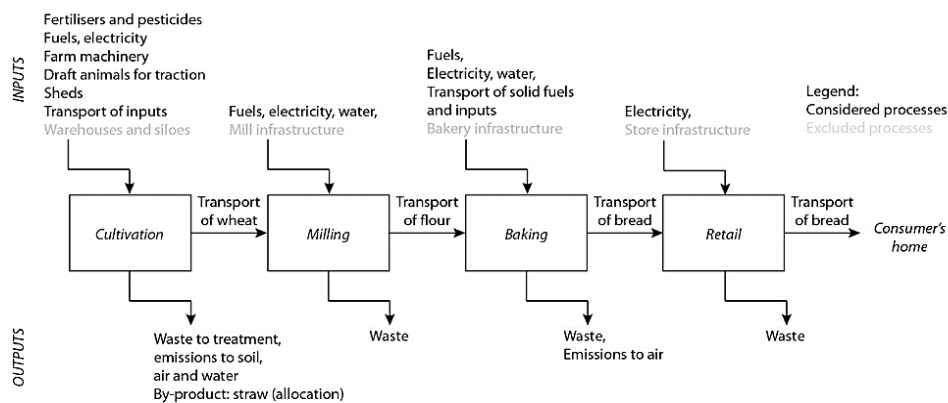 INPUTS
Fertilisers and pesticides
Fuels, electricity
Farm machinery
Draft animals for traction
Sheds
Transport of inputs
Warehouses and siloes
Fuels, electricity, water,
Mill infrastructure
Fuels,
Electricity, water,
Transport of solid fuels
and inputs
Bakery infrastructure
Electricity,
Store infrastructure
Legend:
Considered processes
Excluded processes
Cultivation
Transport
of wheat
Milling
Transport
of flour
Baking
Transport
of bread
Retail
Transport
of bread
Consumer's
home
OUTPUTS
Waste to treatment,
emissions to soil,
air and water
By-product: straw (allocation)
Waste
Waste,
Emissions to air
Waste